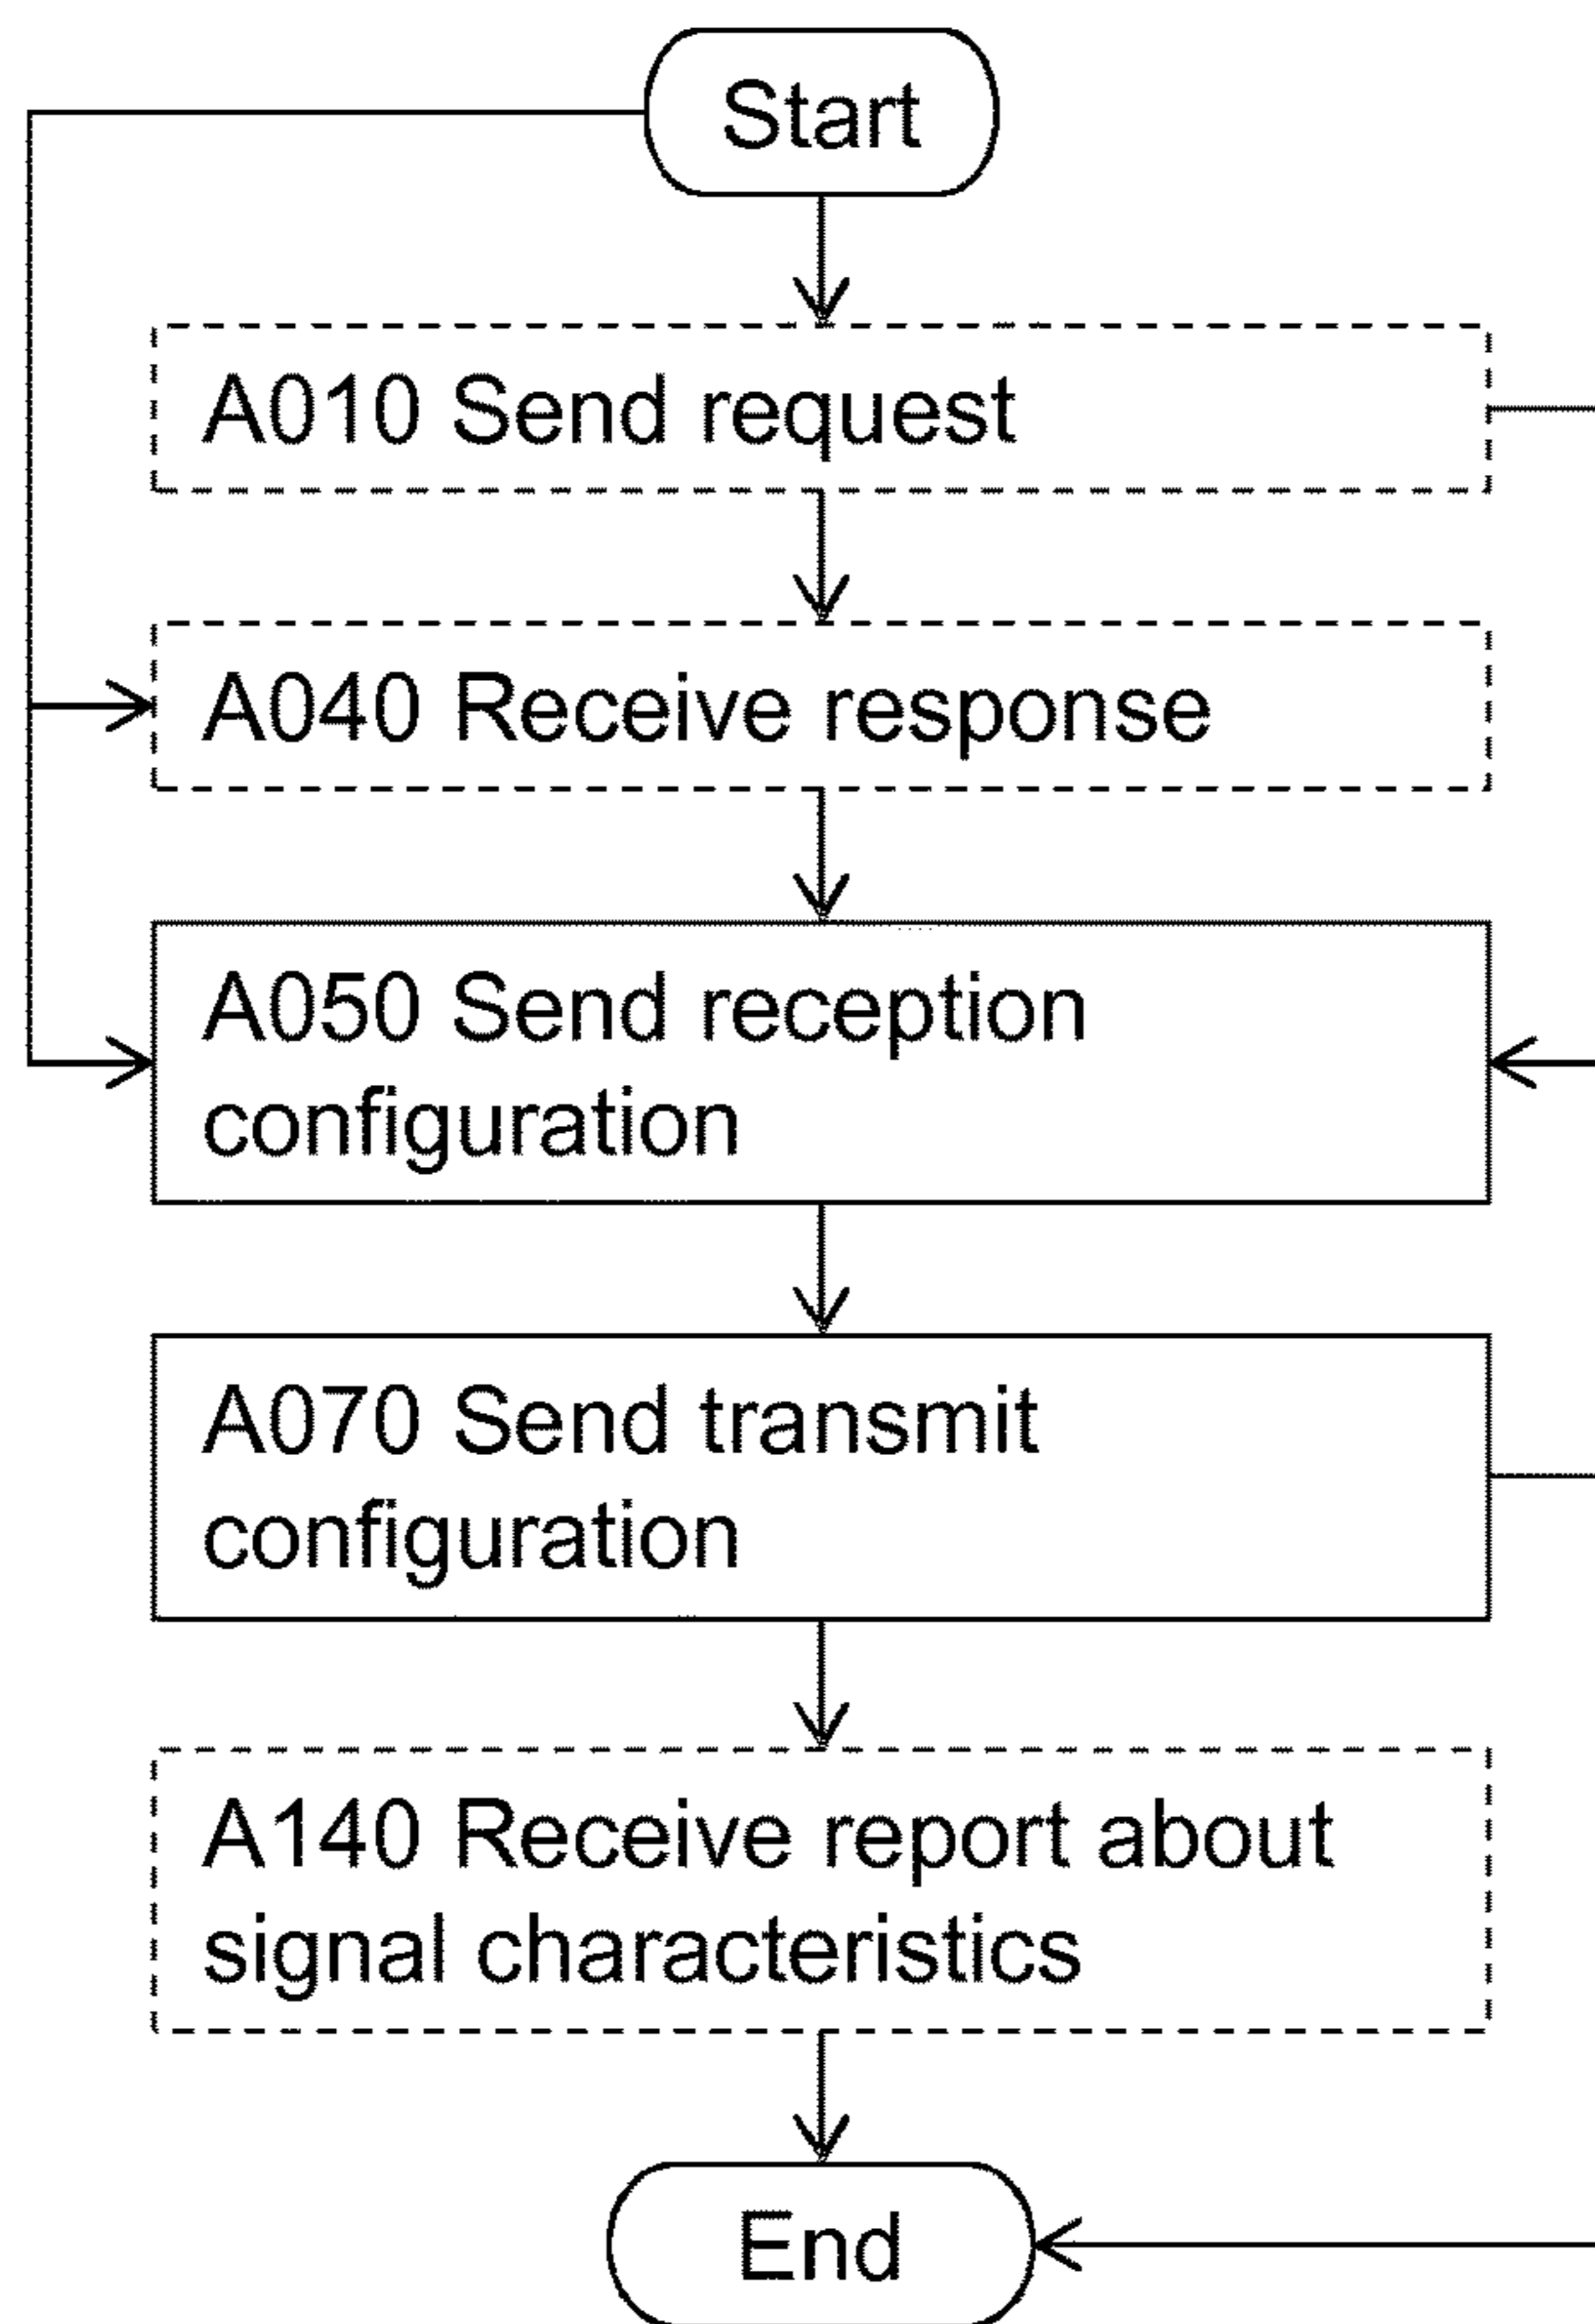 Start
A010 Send request
A040 Receive response
A050 Send reception
configuration
A070 Send transmit
configuration
A140 Receive report about
signal characteristics
End